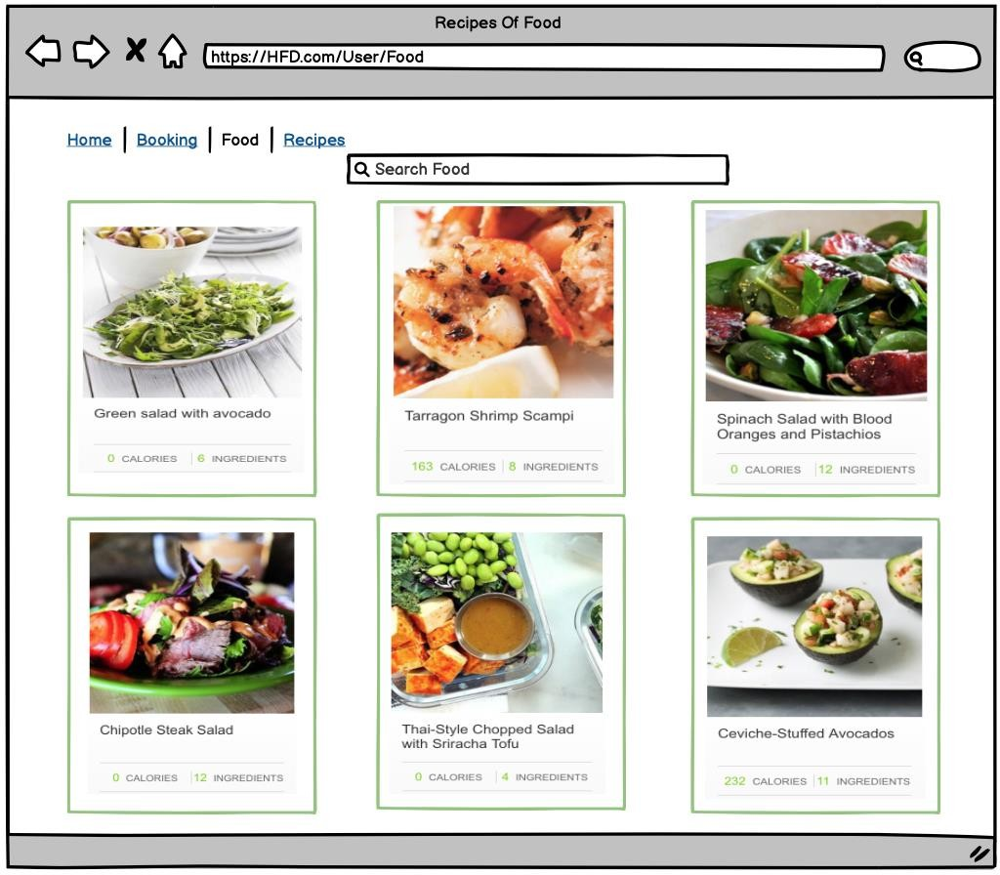 Recipes Of Food
https://HFD.com/User/Food
Home Booking Food Recipes
Search Food
Green salad with avocado
0 CALORIES 6 INGREDIENTS
Tarragon Shrimp Scampi
163 CALORIES 8 INGREDIENTS
Spinach Salad with Blood
Oranges and Pistachios
0 CALORIES 12 INGREDIENTS
Chipotle Steak Salad
0 CALORIES 12 INGREDIENTS
Thai-Style Chopped Salad
with Sriracha Tofu
0 CALORIES 4 INGREDIENTS
Ceviche-Stuffed Avocados
232 CALORIES 11 INGREDIENTS